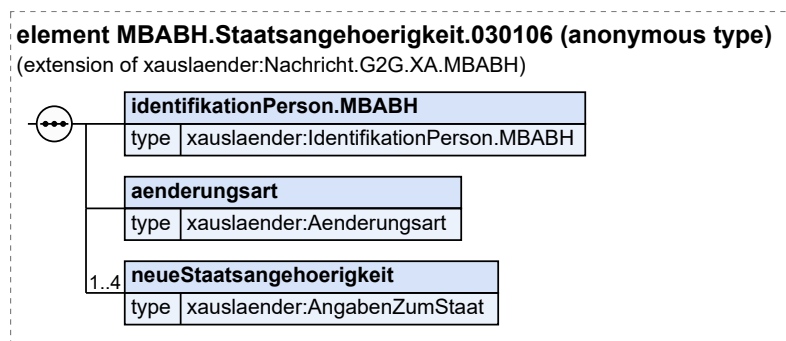 element MBABH.Staatsangehoerigkeit.030106 (anonymous type)
(extension of xauslaender:Nachricht.G2G.XA.MBABH)
identifikationPerson.MBABH
type xauslaender:IdentifikationPerson.MBABH
aenderungsart
type xauslaender:Aenderungsart
1..4 neueStaatsangehoerigkeit
type xauslaender:AngabenZumStaat